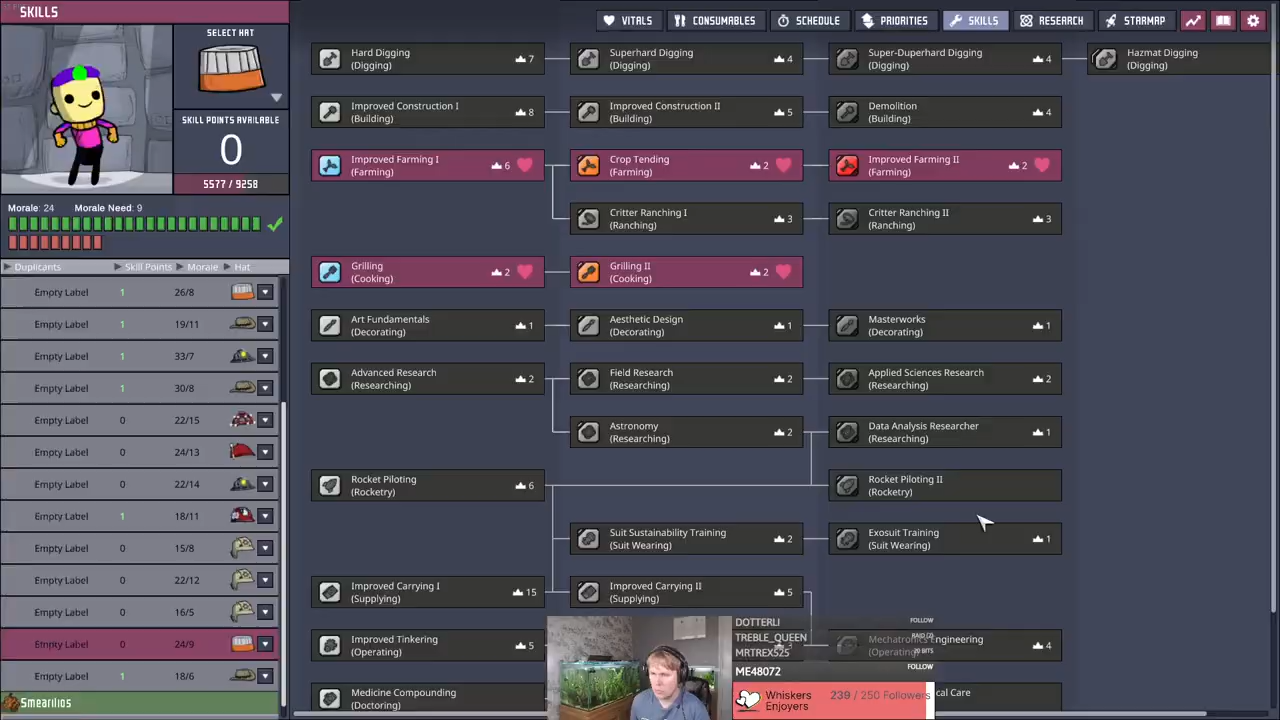 SKILLS
VITALS
CONSUMABLES
SCHEDULE
PRIORITIES
SKILLS
RESEARCH
STARMAP
SELECT HAT
SKILL POINTS AVAILABLE
0
5577 / 9258
Morale: 24 Morale Need: 9
Duplicants Skill Points Morale Hat
Empty Label 1 26/8
Empty Label 1 19/11
Empty Label 1 33/7
Empty Label 1 30/8
Empty Label 0 22/15
Empty Label 0 24/13
Empty Label 0 22/14
Empty Label 1 18/11
Empty Label 0 15/8
Empty Label 0 22/12
Empty Label 0 16/5
Empty Label 0 24/9
Empty Label 1 18/6
Smearilios
Hard Digging
(Digging)
7
Superhard Digging
(Digging)
4
Super-Duperhard Digging
(Digging)
4
Hazmat Digging
(Digging)
Improved Construction I
(Building)
8
Improved Construction II
(Building)
5
Demolition
(Building)
4
Improved Farming I
(Farming)
6
Crop Tending
(Farming)
2
Improved Farming II
(Farming)
2
Critter Ranching I
(Ranching)
3
Critter Ranching II
(Ranching)
3
Grilling
(Cooking)
2
Grilling II
(Cooking)
2
Art Fundamentals
(Decorating)
1
Aesthetic Design
(Decorating)
1
Masterworks
(Decorating)
1
Advanced Research
(Researching)
2
Field Research
(Researching)
2
Applied Sciences Research
(Researching)
2
Astronomy
(Researching)
2
Data Analysis Researcher
(Researching)
1
Rocket Piloting
(Rocketry)
6
Rocket Piloting II
(Rocketry)
Suit Sustainability Training
(Suit Wearing)
2
Exosuit Training
(Suit Wearing)
1
Improved Carrying I
(Supplying)
15
Improved Carrying II
(Supplying)
5
Improved Tinkering
(Operating)
5
Mechatronics Engineering
(Operating)
4
Medicine Compounding
(Doctoring)
cal Care
DOTTERLI FOLLOW
TREBLE_QUEEN
MRTREX525
ME48072 FOLLOW
Whiskers
Enjoyers
239 / 250 Followers